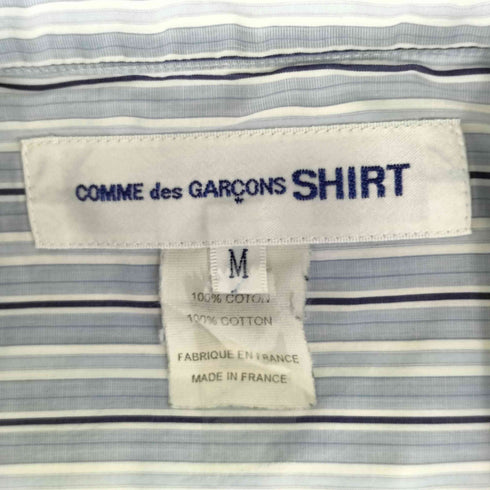 COMME des GARÇONS SHIRT
M
100% COTON
100% COTTON
FABRIQUE EN FRANCE
MADE IN FRANCE